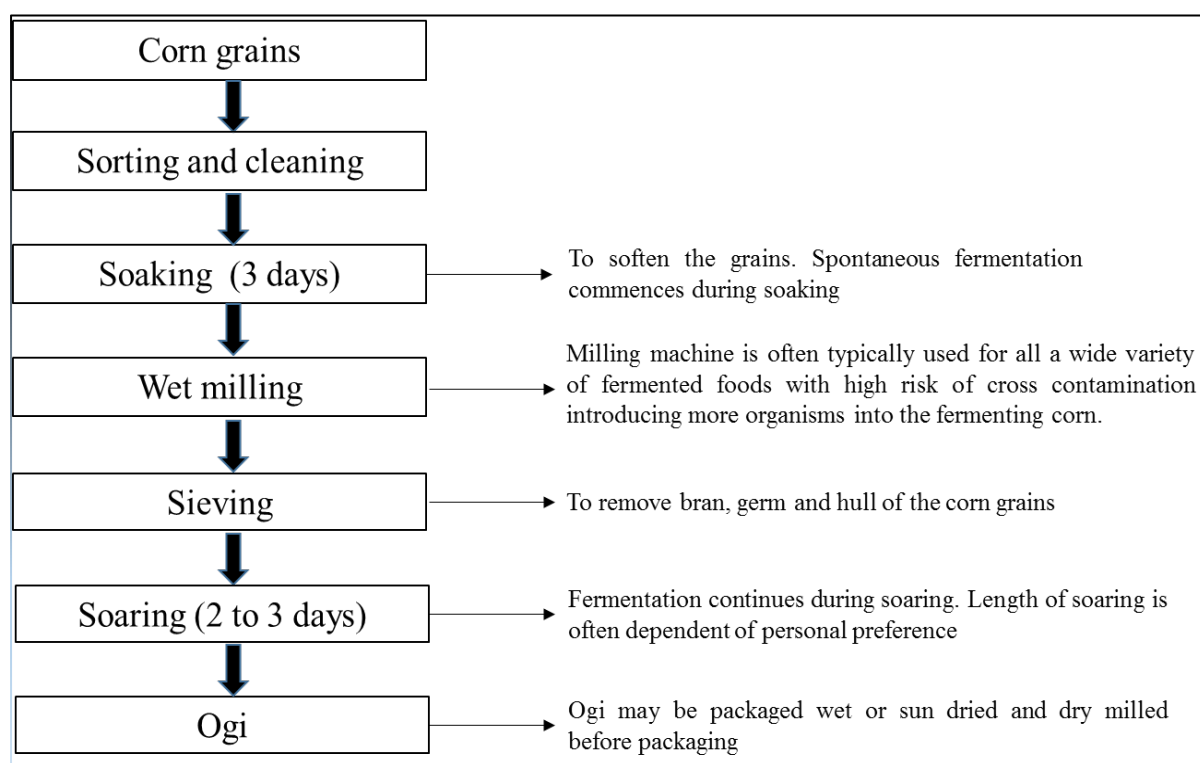 Corn grains
Sorting and cleaning
Soaking (3 days)
To soften the grains. Spontaneous fermentation
commences during soaking
Wet milling
Milling machine is often typically used for all a wide variety
of fermented foods with high risk of cross contamination
introducing more organisms into the fermenting corn.
Sieving
To remove bran, germ and hull of the corn grains
Soaring (2 to 3 days)
Fermentation continues during soaring. Length of soaring is
often dependent of personal preference
Ogi
Ogi may be packaged wet or sun dried and dry milled
before packaging